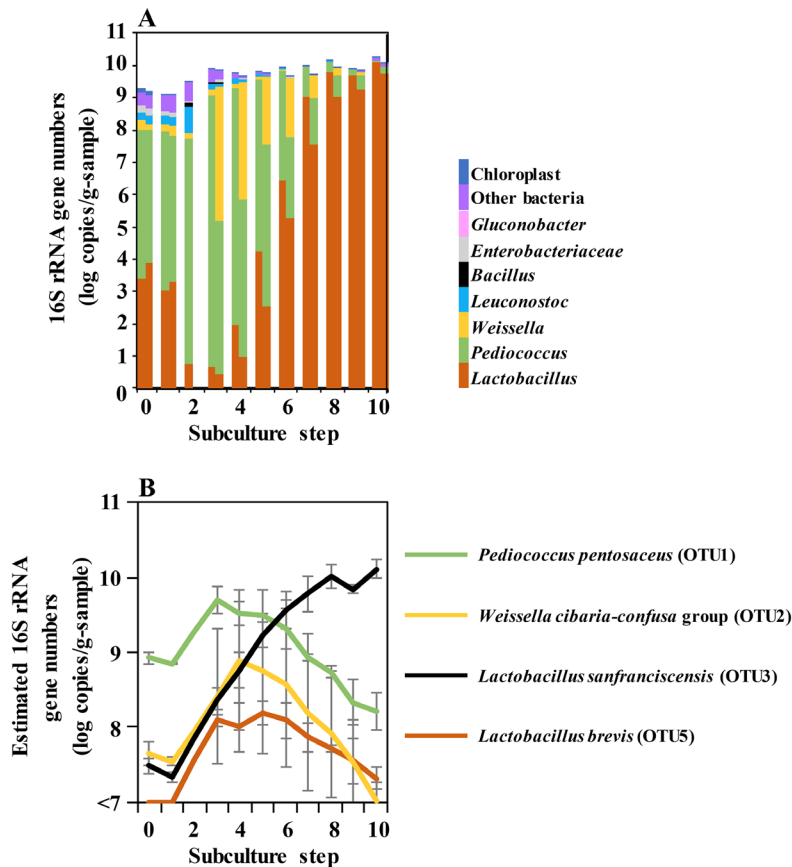 A
16S rRNA gene numbers
(log copies/g-sample)
11
10
9
8
7
6
5
4
3
2
1
0
0 2 4 6 8 10
Subculture step
Chloroplast
Other bacteria
Gluconobacter
Enterobacteriaceae
Bacillus
Leuconostoc
Weissella
Pediococcus
Lactobacillus
B
Estimated 16S rRNA
gene numbers
(log copies/g-sample)
11
10
9
8
<7
0 2 4 6 8 10
Subculture step
Pediococcus pentosaceus (OTU1)
Weissella cibaria-confusa group (OTU2)
Lactobacillus sanfranciscensis (OTU3)
Lactobacillus brevis (OTU5)